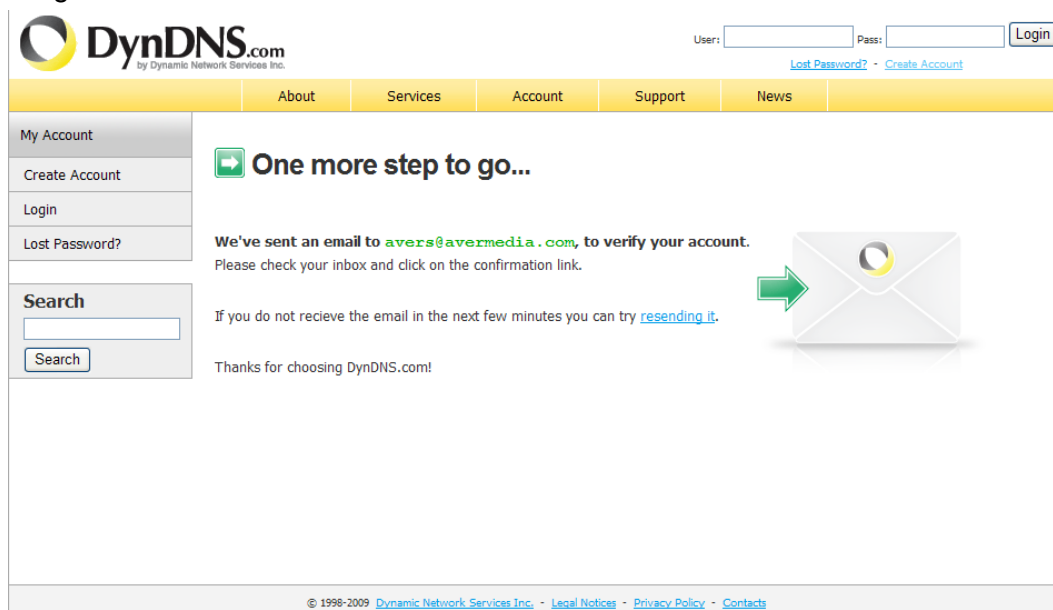 DynDNS.com
by Dynamic Network Services Inc.
User: Pass: Login
Lost Password? - Create Account
About Services Account Support News
My Account
Create Account
Login
Lost Password?
Search
Search
One more step to go...
We've sent an email to avers@avermedia.com, to verify your account.
Please check your inbox and click on the confirmation link.
If you do not recieve the email in the next few minutes you can try resending it.
Thanks for choosing DynDNS.com!
© 1998-2009 Dynamic Network Services Inc. - Legal Notices - Privacy Policy - Contacts